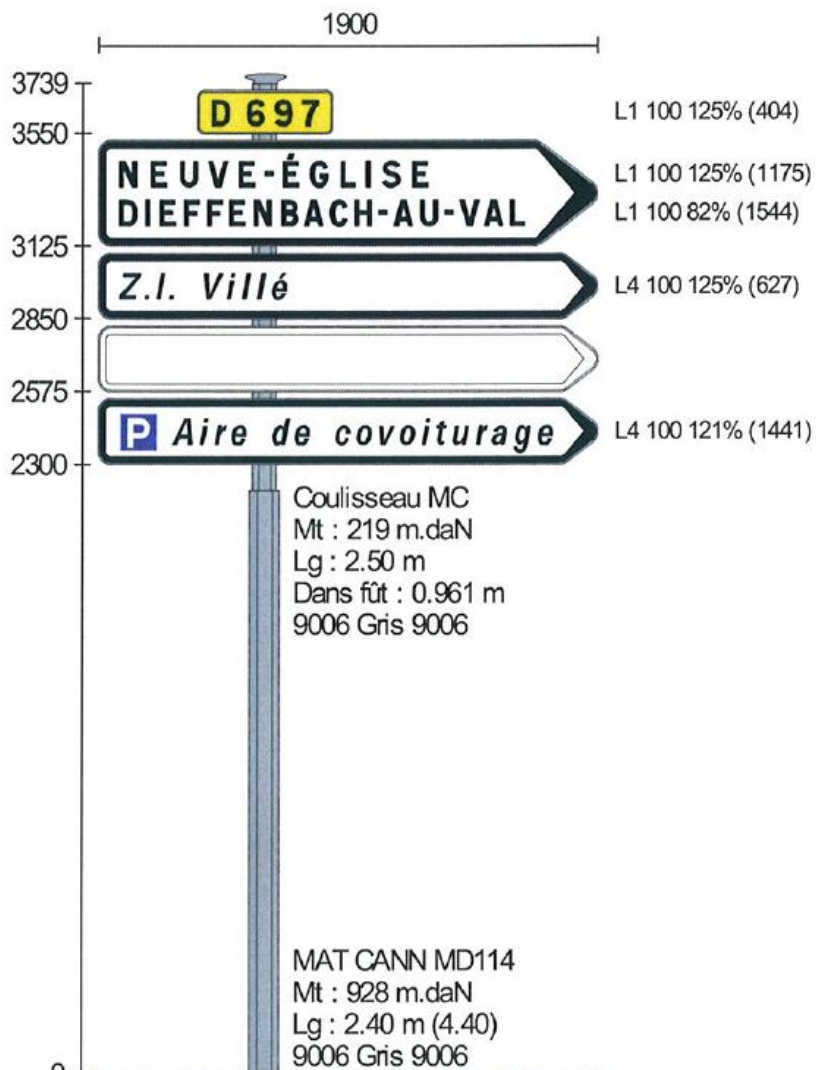 1900
3739
D 697
L1 100 125% (404)
3550
NEUVE-ÉGLISE
L1 100 125% (1175)
DIEFFENBACH-AU-VAL
L1 100 82% (1544)
3125
Z.I. Villé
L4 100 125% (627)
2850
2575
P Aire de covoiturage
L4 100 121% (1441)
2300
Coulisseau MC
Mt : 219 m.daN
Lg : 2.50 m
Dans fût : 0.961 m
9006 Gris 9006
MAT CANN MD114
Mt : 928 m.daN
Lg : 2.40 m (4.40)
9006 Gris 9006